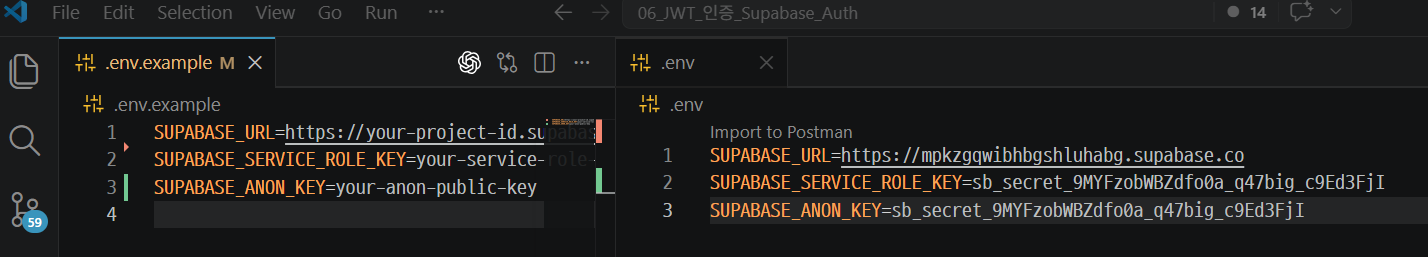 File Edit Selection View Go Run ··· 06_JWT_인증_Supabase_Auth 14
.env.example M
.env.example
1 SUPABASE_URL=https://your-project-id.supabas
2 SUPABASE_SERVICE_ROLE_KEY=your-service-role-
3 SUPABASE_ANON_KEY=your-anon-public-key
4
59
.env
.env
Import to Postman
1 SUPABASE_URL=https://mpkzgqwibhbgshluhabg.supabase.co
2 SUPABASE_SERVICE_ROLE_KEY=sb_secret_9MYFzobWBZdfo0a_q47big_c9Ed3FjI
3 SUPABASE_ANON_KEY=sb_secret_9MYFzobWBZdfo0a_q47big_c9Ed3FjI